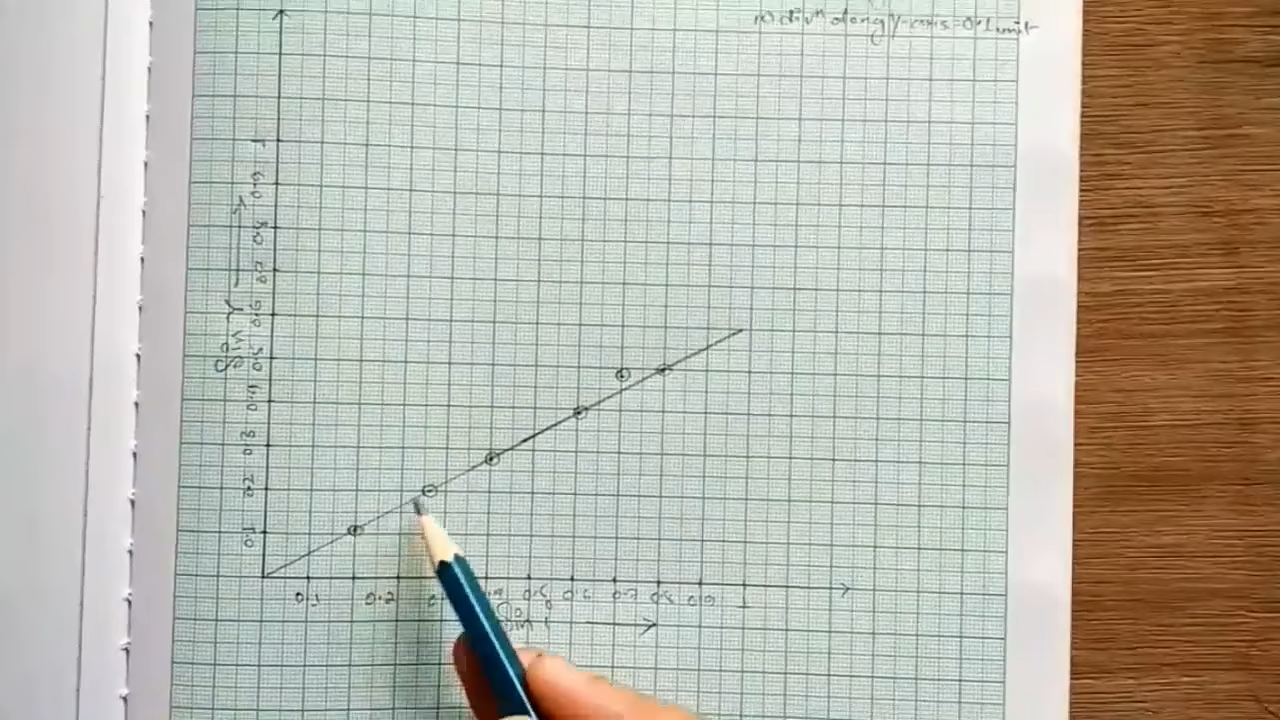 10 divⁿ along Y-axis = 0.1 unit
1
0.9
0.8
0.7
0.6
0.5
0.4
0.3
0.2
0.1
Sin r
0.1 0.2 0.5 0.6 0.7 0.8 0.9 1
Sin i